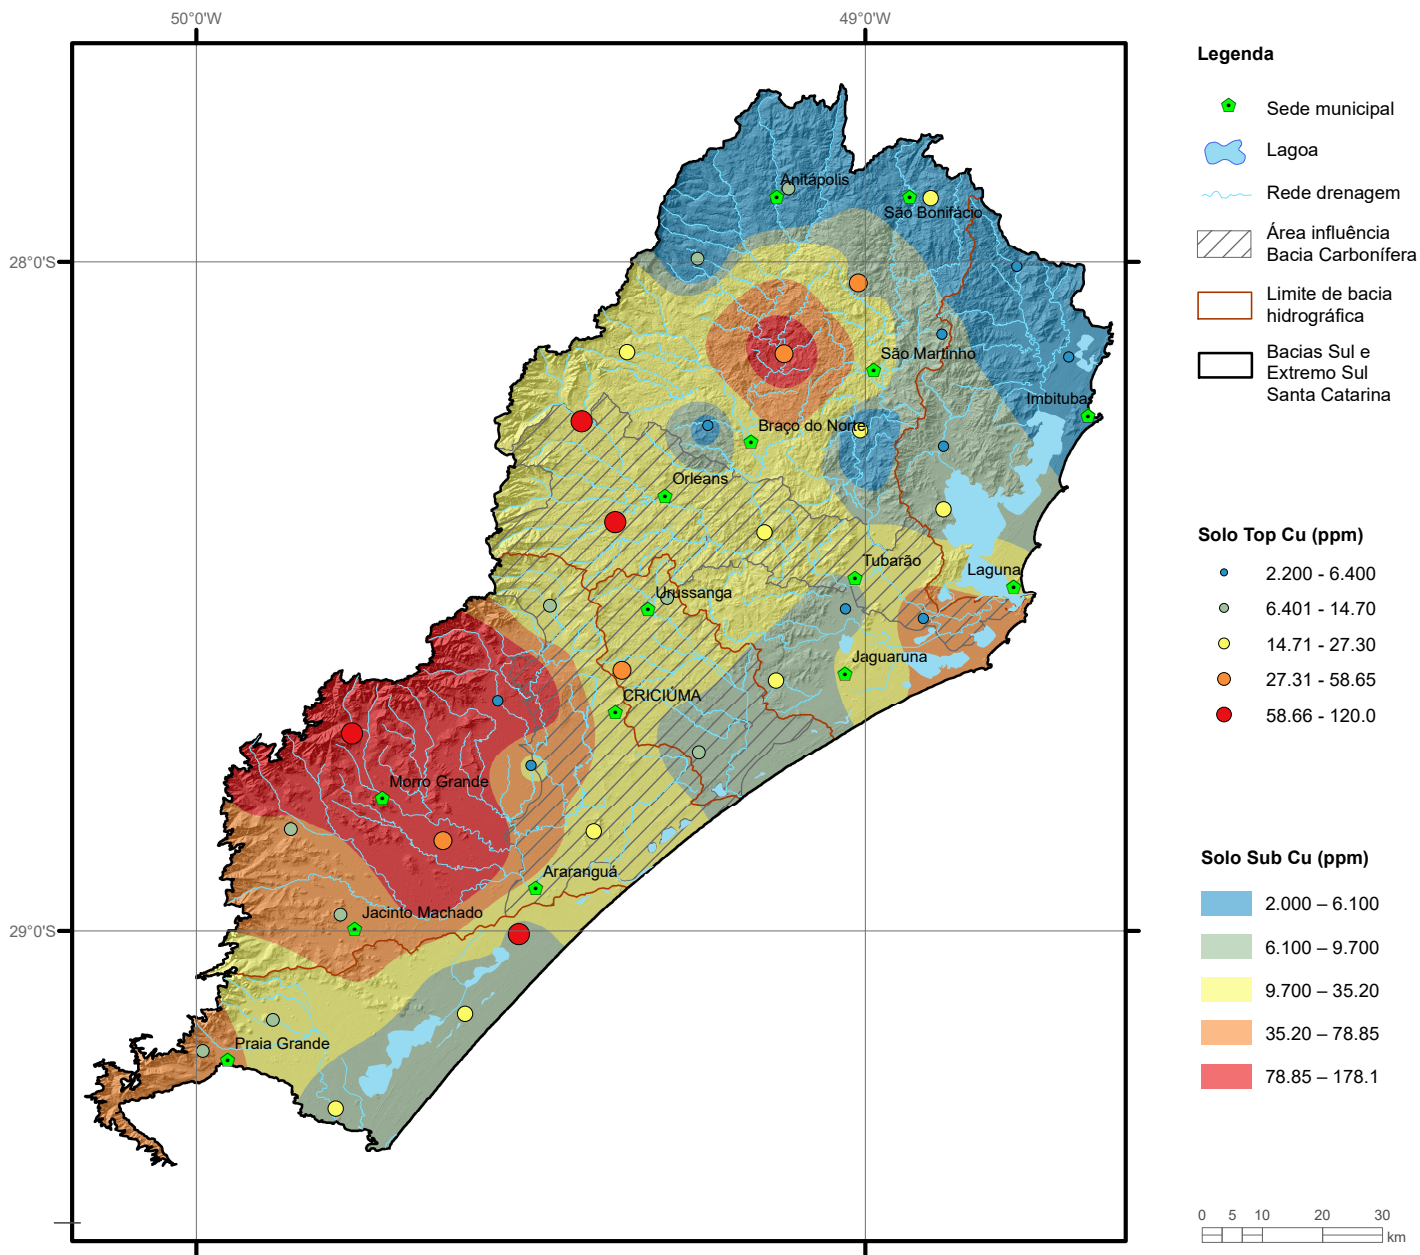 50°0'W
49°0'W
28°0'S
29°0'S
Anitápolis
São Bonifácio
São Martinho
Imbituba
Braço do Norte
Orleans
Tubarão
Laguna
Urussanga
Jaguaruna
CRICIÚMA
Morro Grande
Araranguá
Jacinto Machado
Praia Grande
Legenda
Sede municipal
Lagoa
Rede drenagem
Área influência
Bacia Carbonífera
Limite de bacia
hidrográfica
Bacias Sul e
Extremo Sul
Santa Catarina
Solo Top Cu (ppm)
2.200 - 6.400
6.401 - 14.70
14.71 - 27.30
27.31 - 58.65
58.66 - 120.0
Solo Sub Cu (ppm)
2.000 – 6.100
6.100 – 9.700
9.700 – 35.20
35.20 – 78.85
78.85 – 178.1
0 5 10 20 30
km